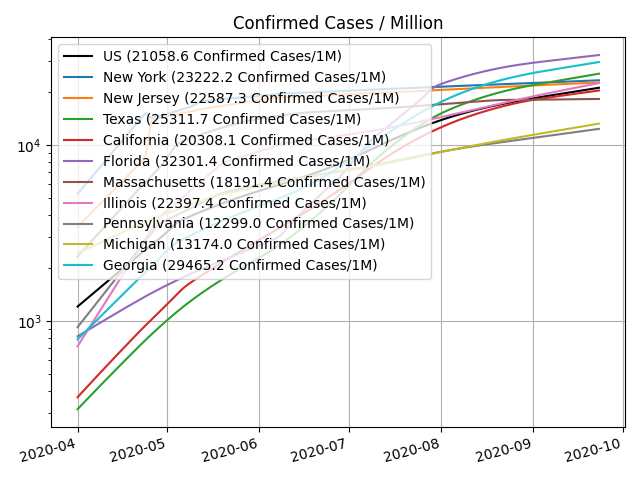 Confirmed Cases / Million
US (21058.6 Confirmed Cases/1M)
New York (23222.2 Confirmed Cases/1M)
New Jersey (22587.3 Confirmed Cases/1M)
Texas (25311.7 Confirmed Cases/1M)
California (20308.1 Confirmed Cases/1M)
Florida (32301.4 Confirmed Cases/1M)
Massachusetts (18191.4 Confirmed Cases/1M)
Illinois (22397.4 Confirmed Cases/1M)
Pennsylvania (12299.0 Confirmed Cases/1M)
Michigan (13174.0 Confirmed Cases/1M)
Georgia (29465.2 Confirmed Cases/1M)
10⁴
10³
2020-04 2020-05 2020-06 2020-07 2020-08 2020-09 2020-10